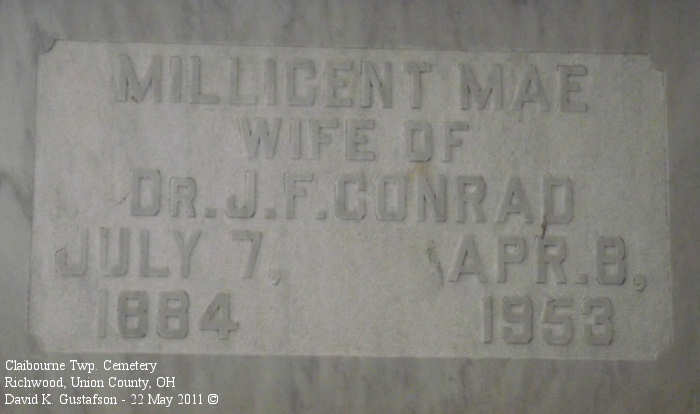 MILLICENT MAE
WIFE OF
DR. J. F. CONRAD
JULY 7, APR. 8,
1884 1953
Claibourne Twp. Cemetery
Richwood, Union County, OH
David K. Gustafson - 22 May 2011 ©